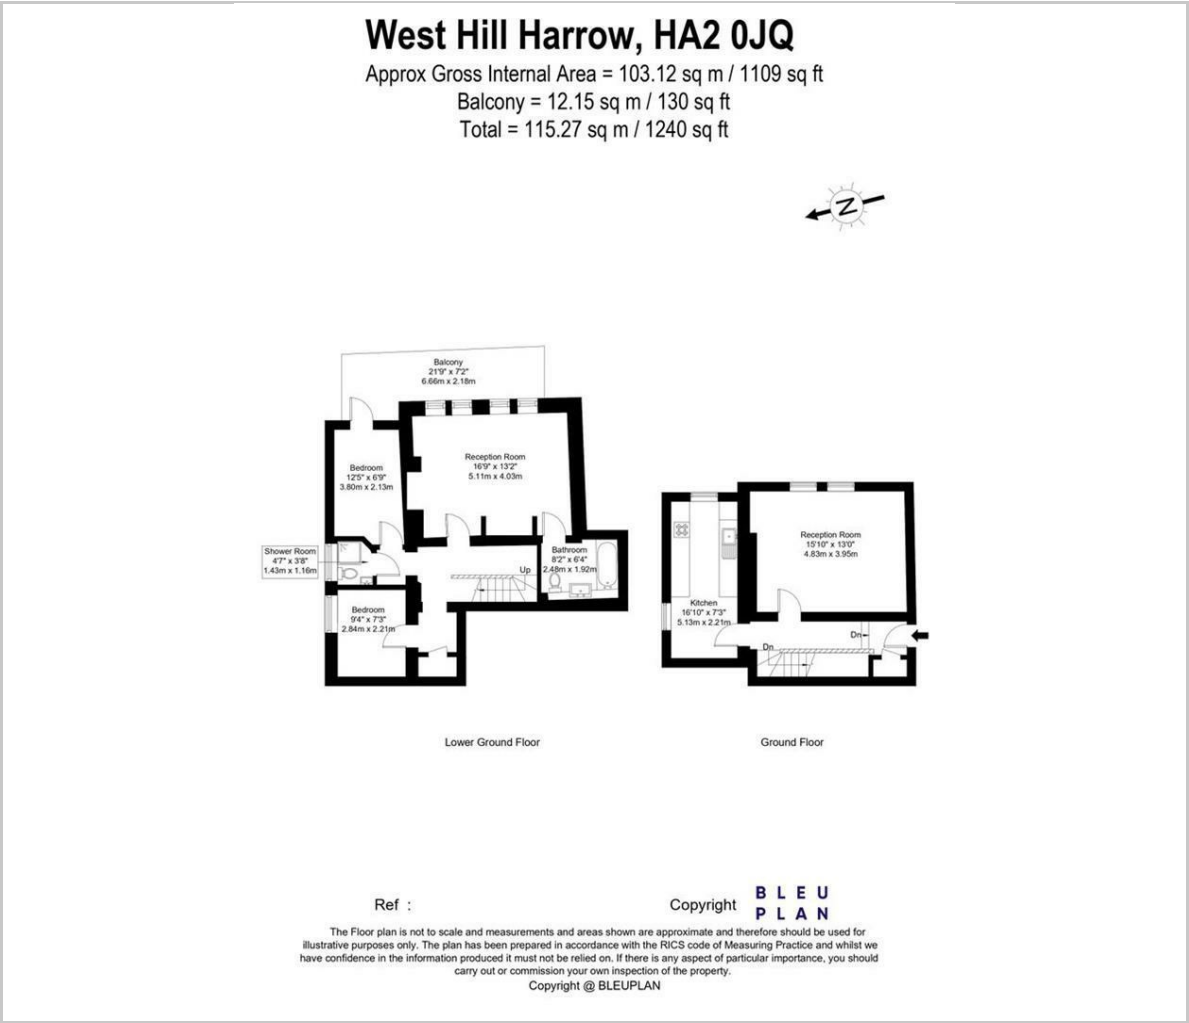 West Hill Harrow, HA2 0JQ
Approx Gross Internal Area = 103.12 sq m / 1109 sq ft
Balcony = 12.15 sq m / 130 sq ft
Total = 115.27 sq m / 1240 sq ft
N
Balcony
21'9" x 7'2"
6.66m x 2.18m
Reception Room
16'9" x 13'2"
5.11m x 4.03m
Bedroom
12'5" x 6'9"
3.80m x 2.13m
Shower Room
4'7" x 3'8"
1.43m x 1.16m
Bathroom
8'2" x 6'4"
2.48m x 1.92m
Up
Bedroom
9'4" x 7'3"
2.84m x 2.21m
Reception Room
15'10" x 13'0"
4.83m x 3.95m
Kitchen
16'10" x 7'3"
5.13m x 2.21m
Dn
Dn
Lower Ground Floor
Ground Floor
Ref :
Copyright
BLEU
PLAN
The Floor plan is not to scale and measurements and areas shown are approximate and therefore should be used for
illustrative purposes only. The plan has been prepared in accordance with the RICS code of Measuring Practice and whilst we
have confidence in the information produced it must not be relied on. If there is any aspect of particular importance, you should
carry out or commission your own inspection of the property.
Copyright @ BLEUPLAN